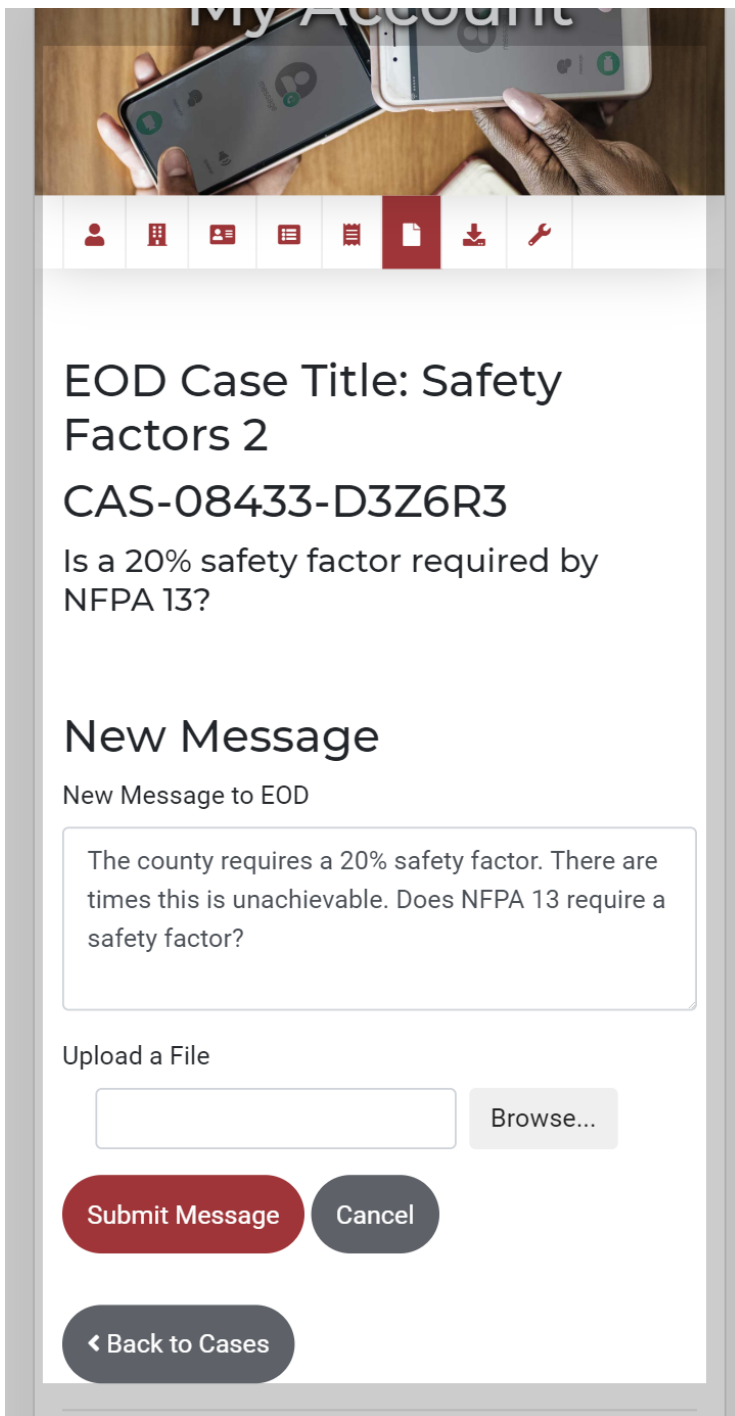 My Account
EOD Case Title: Safety
Factors 2
CAS-08433-D3Z6R3
Is a 20% safety factor required by
NFPA 13?
New Message
New Message to EOD
The county requires a 20% safety factor. There are
times this is unachievable. Does NFPA 13 require a
safety factor?
Upload a File
Browse...
Submit Message
Cancel
Back to Cases